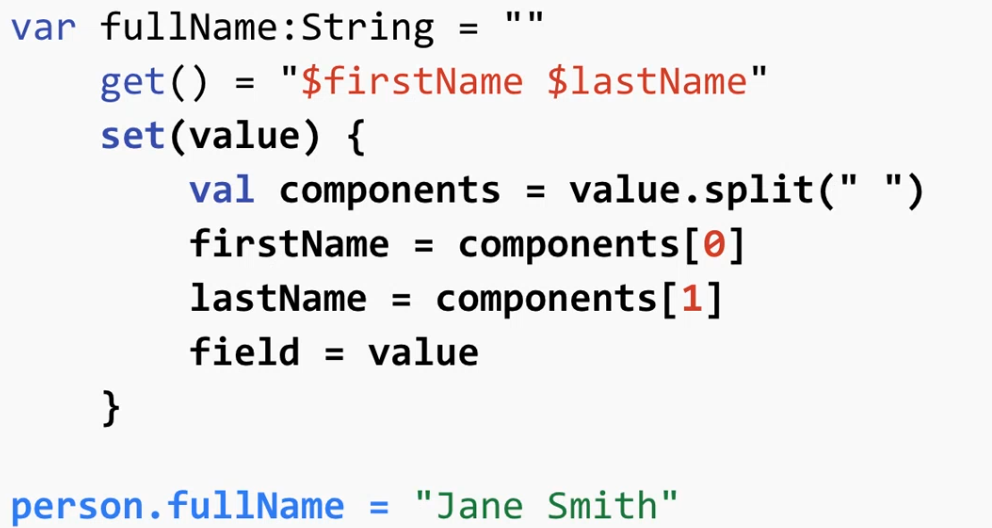 var fullName:String = ""
    get() = "$firstName $lastName"
    set(value) {
        val components = value.split(" ")
        firstName = components[0]
        lastName = components[1]
        field = value
    }
person.fullName = "Jane Smith"